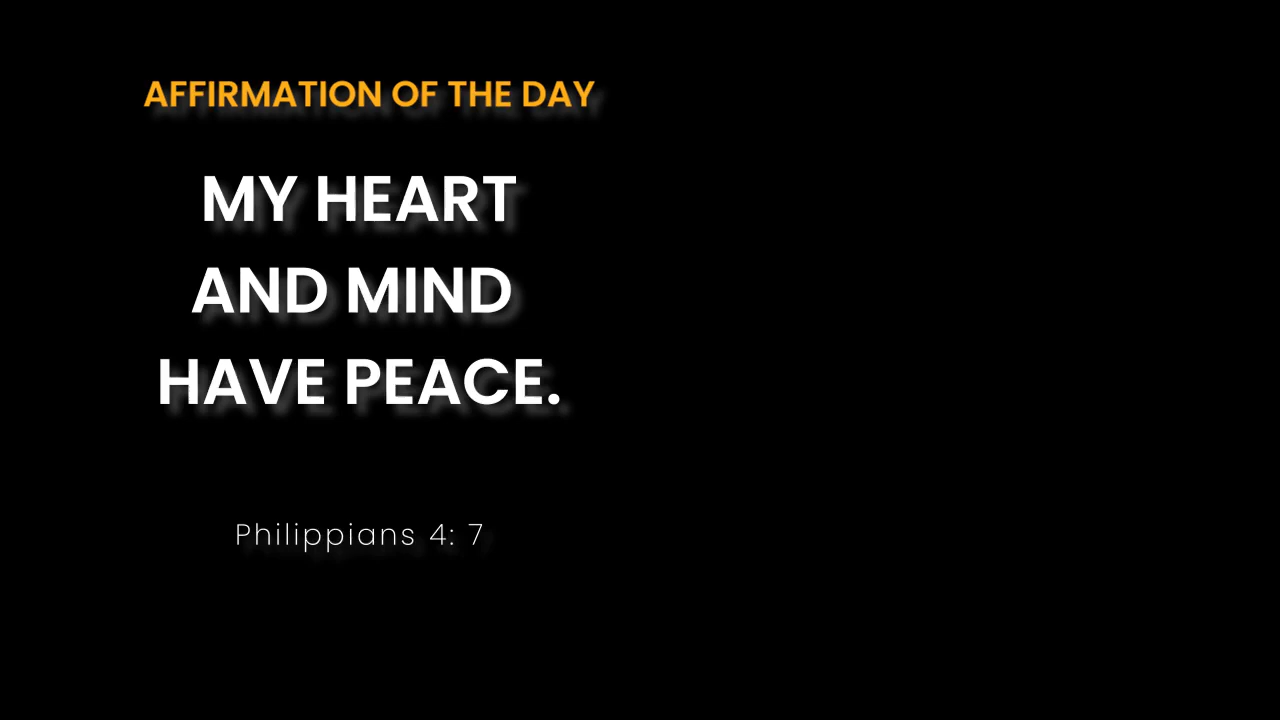 AFFIRMATION OF THE DAY
MY HEART
AND MIND
HAVE PEACE.
Philippians 4: 7